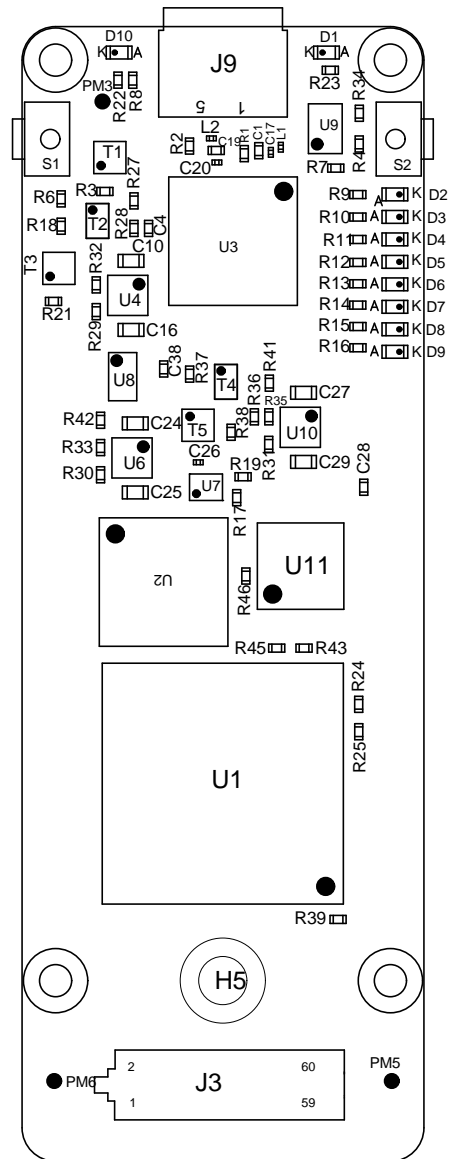 K D10 A
K D1 A
J9
5 1
PM3
R22
R8
R23
R34
L2
R2
C19
R1
C1
C17
L1
C20
U9
R4
R7
S1
S2
T1
R27
R3
R6
R18
T2
R28
C4
U3
R9 A K D2
R10 A K D3
R11 A K D4
R12 A K D5
R13 A K D6
R14 A K D7
R15 A K D8
R16 A K D9
T3
R21
R32
C10
U4
R29
C16
U8
C38
R37
T4
R41
R36
R35
C27
R42
C24
T5
R38
U10
R33
U6
C26
R31
C29
R30
C25
U7
R19
R17
C28
U2
U11
R46
R45
R43
U1
R24
R25
R39
H5
PM6
PM5
2 60
J3
1 59